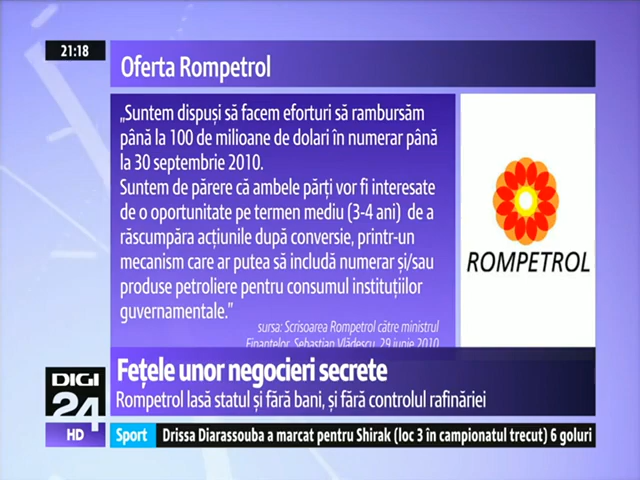 21:18
Oferta Rompetrol
„Suntem dispuși să facem eforturi să rambursăm
până la 100 de milioane de dolari în numerar până
la 30 septembrie 2010.
Suntem de părere că ambele părți vor fi interesate
de o oportunitate pe termen mediu (3-4 ani) de a
răscumpăra acțiunile după conversie, printr-un
mecanism care ar putea să includă numerar și/sau
produse petroliere pentru consumul instituțiilor
guvernamentale.”
sursa: Scrisoarea Rompetrol către ministrul
Finanțelor, Sebastian Vlădescu, 29 iunie 2010
ROMPETROL
Fețele unor negocieri secrete
Rompetrol lasă statul și fără bani, și fără controlul rafinăriei
DIGI
24
HD
Sport
Drissa Diarassouba a marcat pentru Shirak (loc 3 în campionatul trecut) 6 goluri